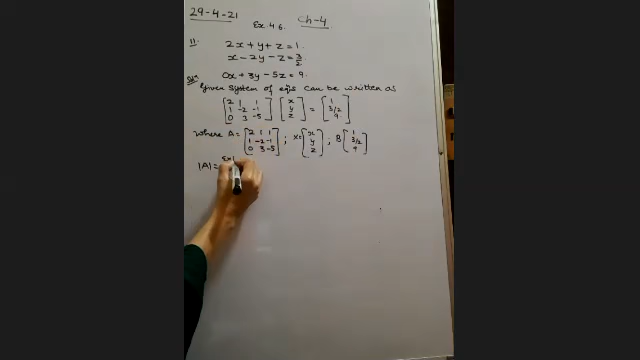 29-4-21
Ex. 4.6. Ch-4
11. 2x + y + z = 1.
x - 2y - z = 3/2
0x + 3y - 5z = 9.
Given System of eqns can be written as
[2 1 1] [x] = [1]
[1 -2 -1] [y] [3/2]
[0 3 -5] [z] [9]
where A = [2 1 1] ; X = [x] ; B [1]
[1 -2 -1] [y] [3/2]
[0 3 -5] [z] [9]
|A| =